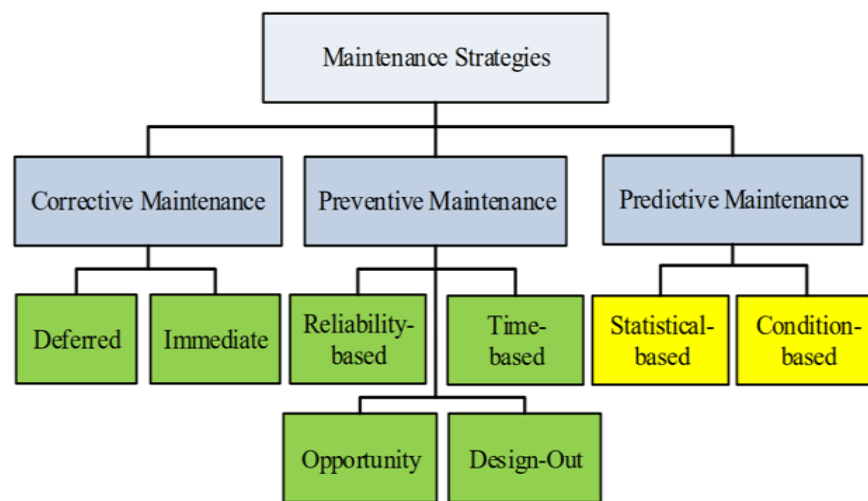 Maintenance Strategies
Corrective Maintenance
Preventive Maintenance
Predictive Maintenance
Deferred
Immediate
Reliability-
based
Time-
based
Statistical-
based
Condition-
based
Opportunity
Design-Out